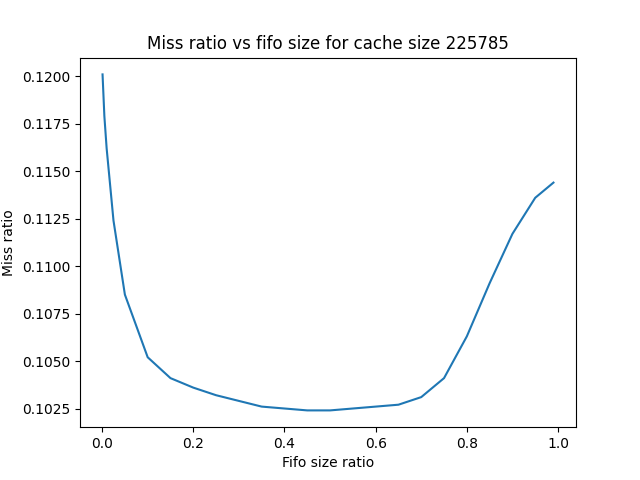 Miss ratio vs fifo size for cache size 225785
0.1200
0.1175
0.1150
0.1125
0.1100
0.1075
0.1050
0.1025
Miss ratio
0.0 0.2 0.4 0.6 0.8 1.0
Fifo size ratio